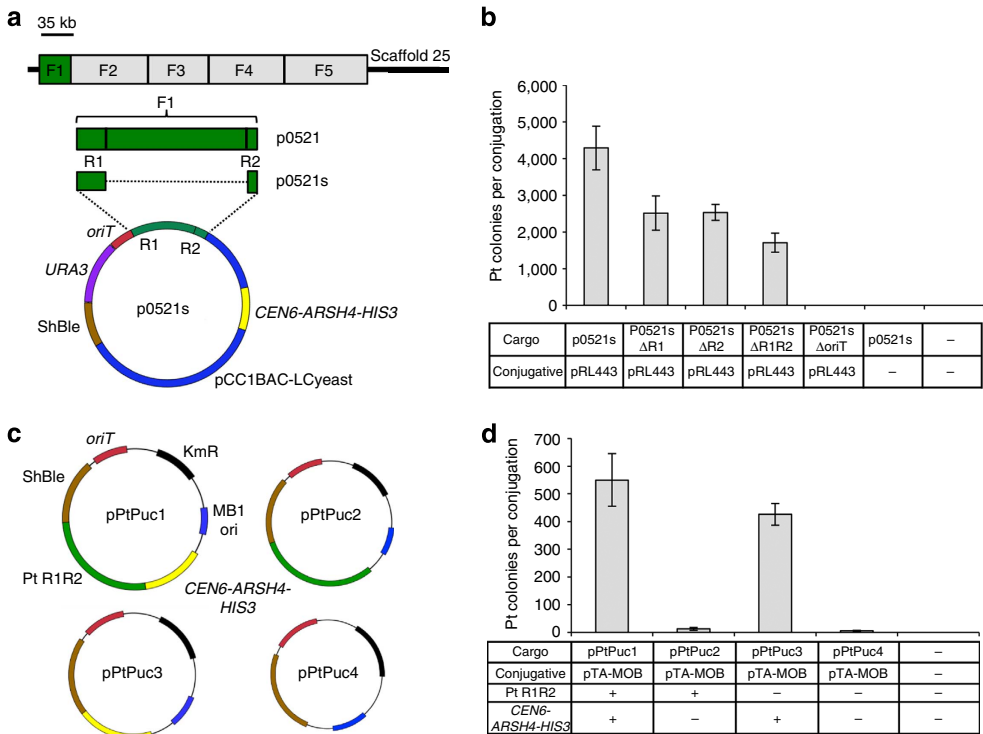 a
35 kb
F1 F2 F3 F4 F5 Scaffold 25
F1
p0521
R1 R2
p0521s
oriT
R1 R2
URA3
p0521s
CEN6-ARSH4-HIS3
ShBle
pCC1BAC-LCyeast
b
Pt colonies per conjugation
6,000
5,000
4,000
3,000
2,000
1,000
0
Cargo p0521s P0521s ΔR1 P0521s ΔR2 P0521s ΔR1R2 P0521s ΔoriT p0521s –
Conjugative pRL443 pRL443 pRL443 pRL443 pRL443 – –
c
oriT
KmR
ShBle
pPtPuc1
MB1
ori
Pt R1R2
CEN6-ARSH4-
HIS3
pPtPuc2
pPtPuc3
pPtPuc4
d
Pt colonies per conjugation
700
600
500
400
300
200
100
0
Cargo pPtPuc1 pPtPuc2 pPtPuc3 pPtPuc4 –
Conjugative pTA-MOB pTA-MOB pTA-MOB pTA-MOB –
Pt R1R2 + + – – –
CEN6-
ARSH4-HIS3 + – + – –